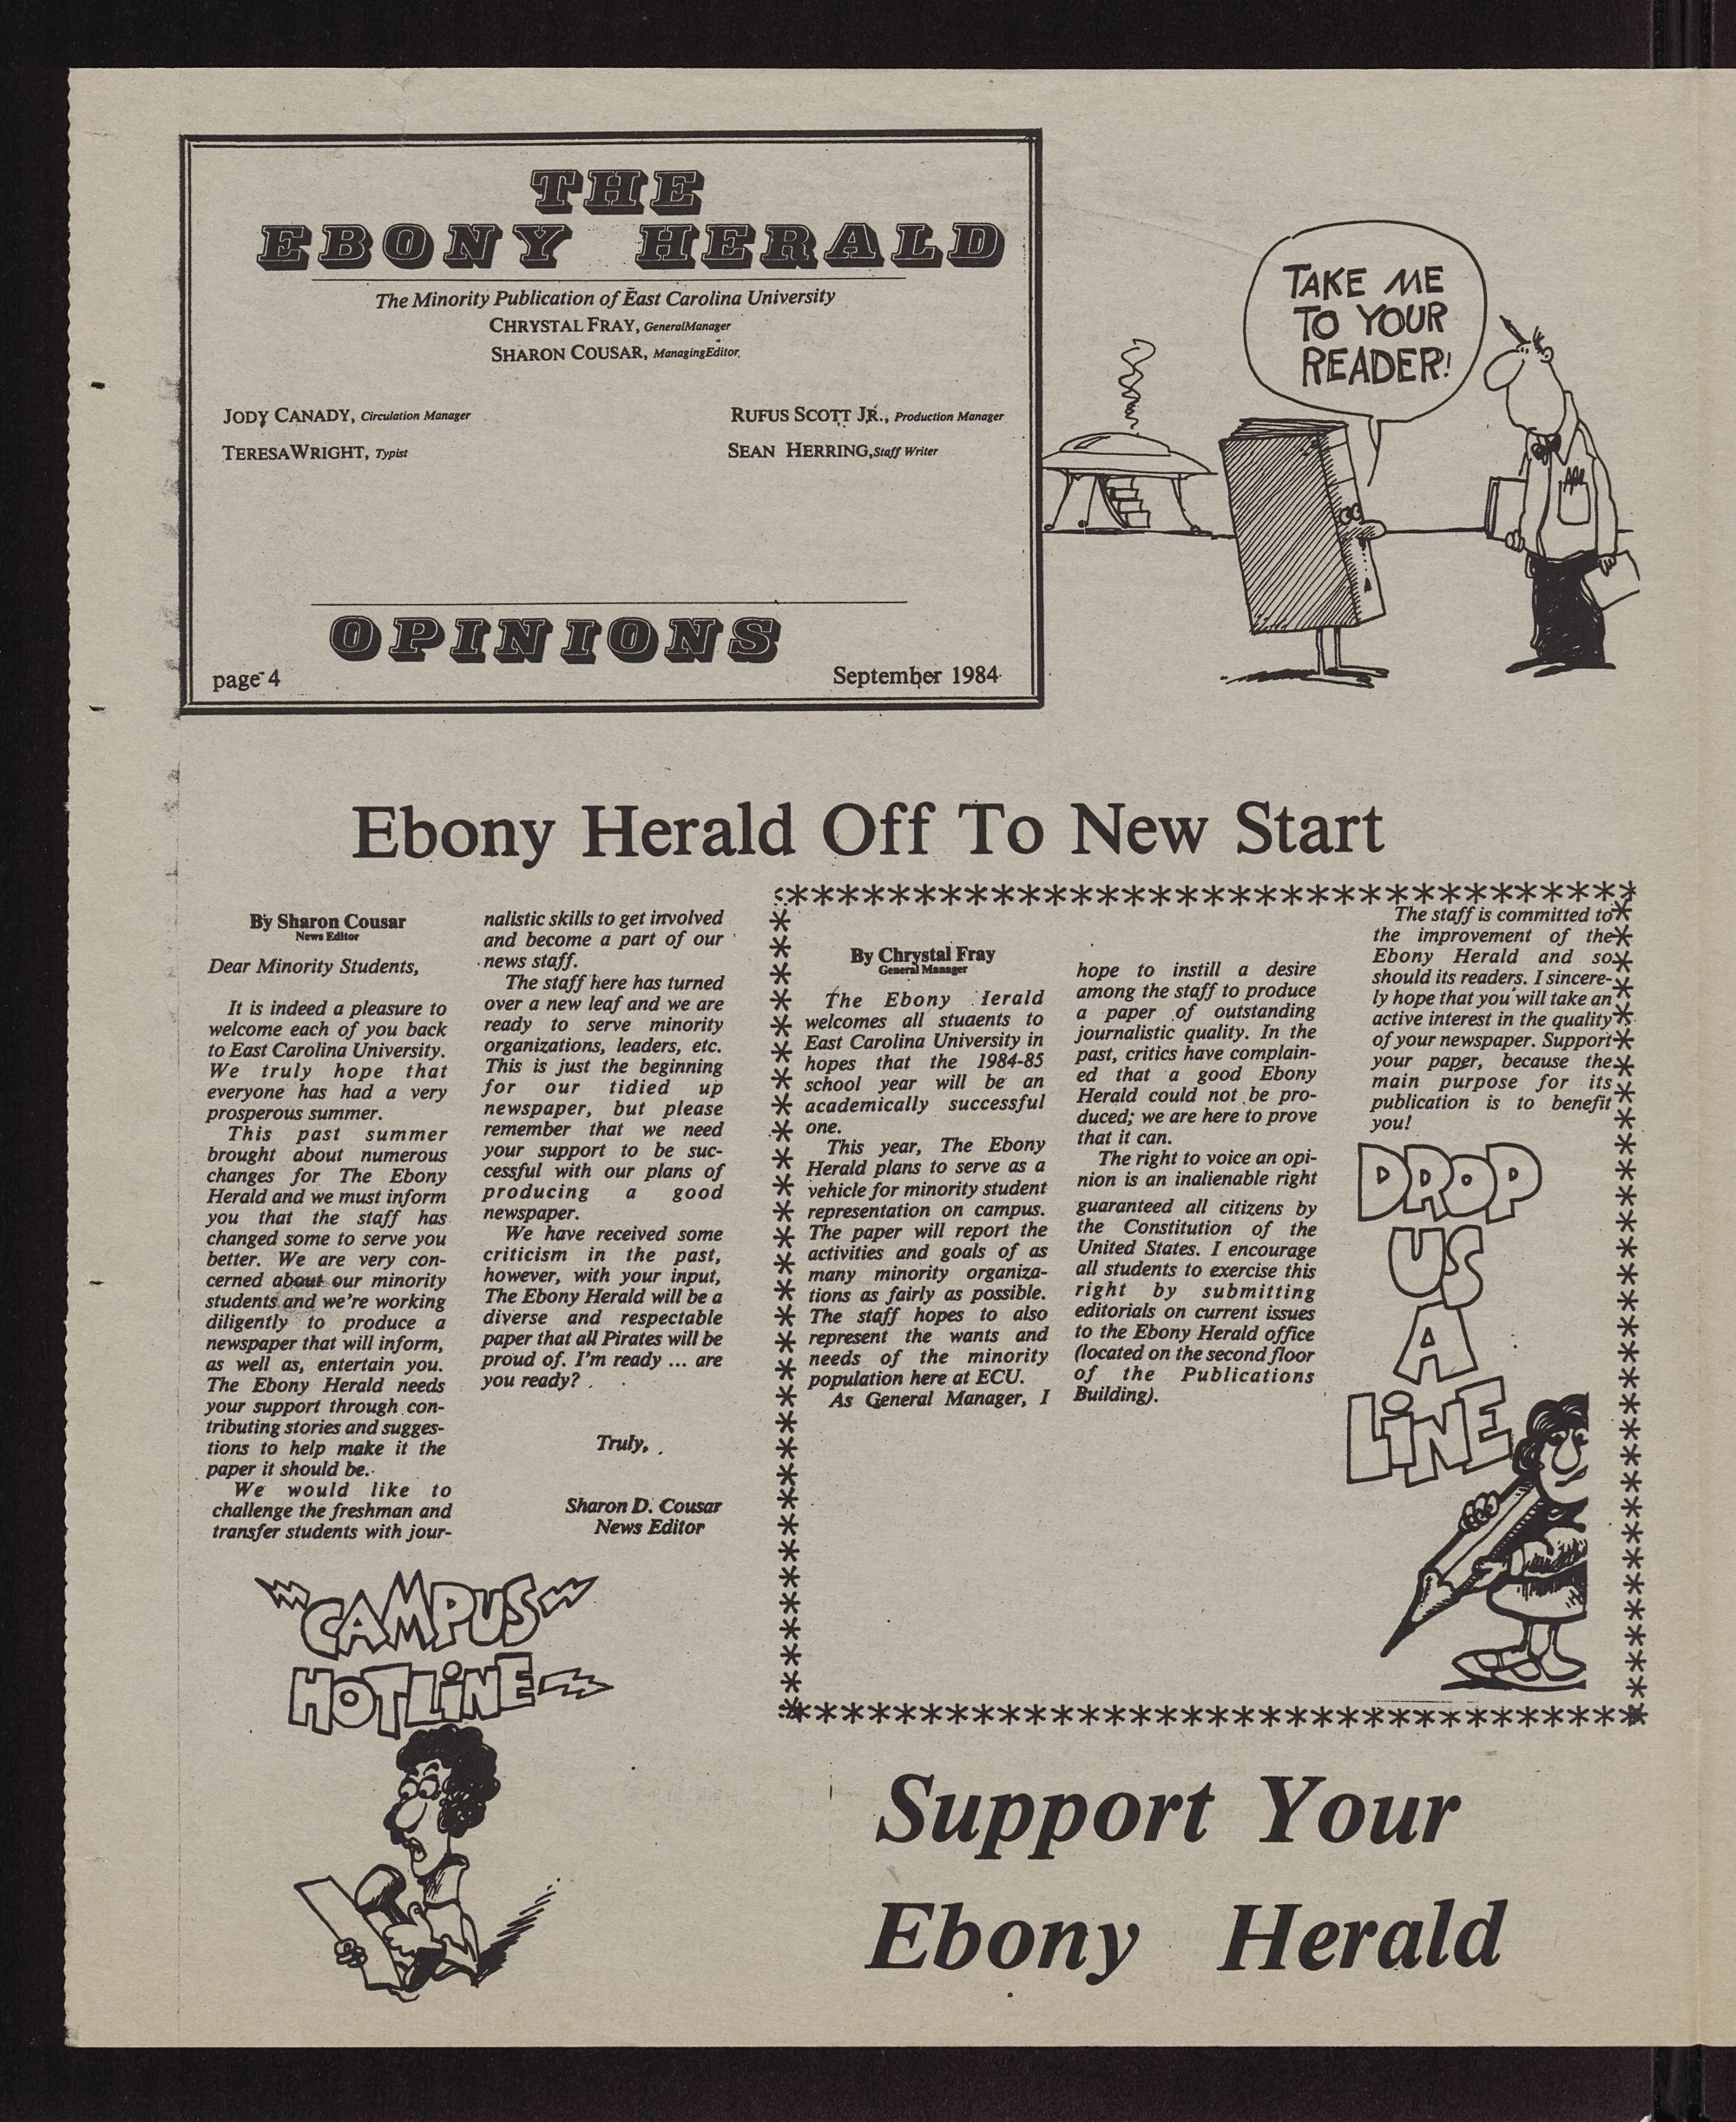 THE
EBONY HERALD
The Minority Publication of East Carolina University
CHRYSTAL FRAY, GeneralManager
SHARON COUSAR, ManagingEditor
JODY CANADY, Circulation Manager
RUFUS SCOTT JR., Production Manager
TERESAWRIGHT, Typist
SEAN HERRING,Staff Writer
OPINIONS
page 4
September 1984
TAKE ME
TO YOUR
READER!
Ebony Herald Off To New Start
By Sharon Cousar
News Editor
Dear Minority Students,
It is indeed a pleasure to
welcome each of you back
to East Carolina University.
We truly hope that
everyone has had a very
prosperous summer.
This past summer
brought about numerous
changes for The Ebony
Herald and we must inform
you that the staff has
changed some to serve you
better. We are very con-
cerned about our minority
students and we're working
diligently to produce a
newspaper that will inform,
as well as, entertain you.
The Ebony Herald needs
your support through con-
tributing stories and sugges-
tions to help make it the
paper it should be.
We would like to
challenge the freshman and
transfer students with jour-
nalistic skills to get involved
and become a part of our
news staff.
The staff here has turned
over a new leaf and we are
ready to serve minority
organizations, leaders, etc.
This is just the beginning
for our tidied up
newspaper, but please
remember that we need
your support to be suc-
cessful with our plans of
producing a good
newspaper.
We have received some
criticism in the past,
however, with your input,
The Ebony Herald will be a
diverse and respectable
paper that all Pirates will be
proud of. I'm ready ... are
you ready?
Truly,
Sharon D. Cousar
News Editor
By Chrystal Fray
General Manager
The Ebony Herald
welcomes all students to
East Carolina University in
hopes that the 1984-85
school year will be an
academically successful
one.
This year, The Ebony
Herald plans to serve as a
vehicle for minority student
representation on campus.
The paper will report the
activities and goals of as
many minority organiza-
tions as fairly as possible.
The staff hopes to also
represent the wants and
needs of the minority
population here at ECU.
As General Manager, I
hope to instill a desire
among the staff to produce
a paper of outstanding
journalistic quality. In the
past, critics have complain-
ed that a good Ebony
Herald could not be pro-
duced; we are here to prove
that it can.
The right to voice an opi-
nion is an inalienable right
guaranteed all citizens by
the Constitution of the
United States. I encourage
all students to exercise this
right by submitting
editorials on current issues
to the Ebony Herald office
(located on the second floor
of the Publications
Building).
The staff is committed to
the improvement of the
Ebony Herald and so
should its readers. I sincere-
ly hope that you will take an
active interest in the quality
of your newspaper. Support
your paper, because the
main purpose for its
publication is to benefit
you!
DROP
US
A
LINE
CAMPUS
HOTLINE
Support Your
Ebony Herald